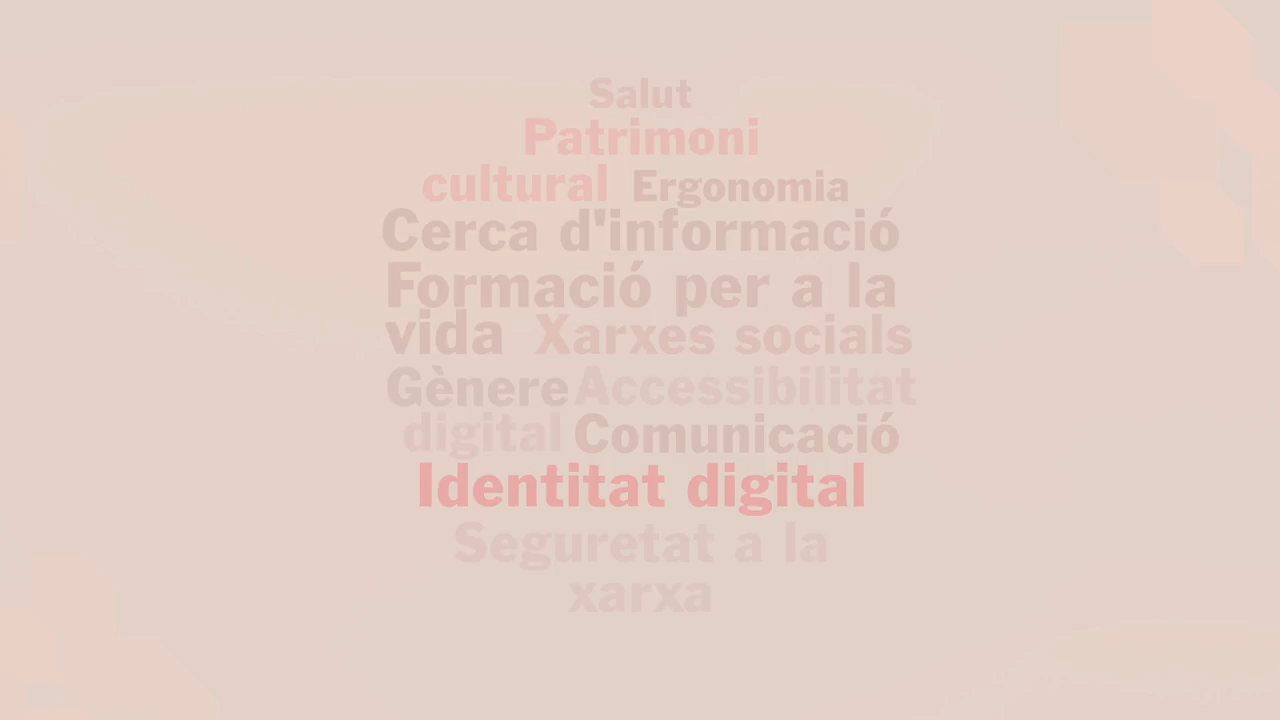 Salut
Patrimoni
cultural Ergonomia
Cerca d'informació
Formació per a la
vida Xarxes socials
Gènere Accessibilitat
digital Comunicació
Identitat digital
Seguretat a la
xarxa